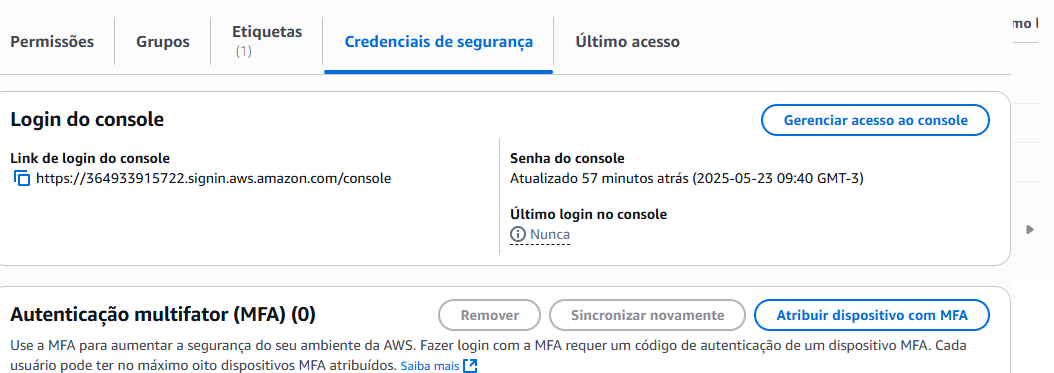 Permissões
Grupos
Etiquetas
(1)
Credenciais de segurança
Último acesso
Login do console
Gerenciar acesso ao console
Link de login do console
https://364933915722.signin.aws.amazon.com/console
Senha do console
Atualizado 57 minutos atrás (2025-05-23 09:40 GMT-3)
Último login no console
Nunca
Autenticação multifator (MFA) (0)
Remover
Sincronizar novamente
Atribuir dispositivo com MFA
Use a MFA para aumentar a segurança do seu ambiente da AWS. Fazer login com a MFA requer um código de autenticação de um dispositivo MFA. Cada
usuário pode ter no máximo oito dispositivos MFA atribuídos. Saiba mais